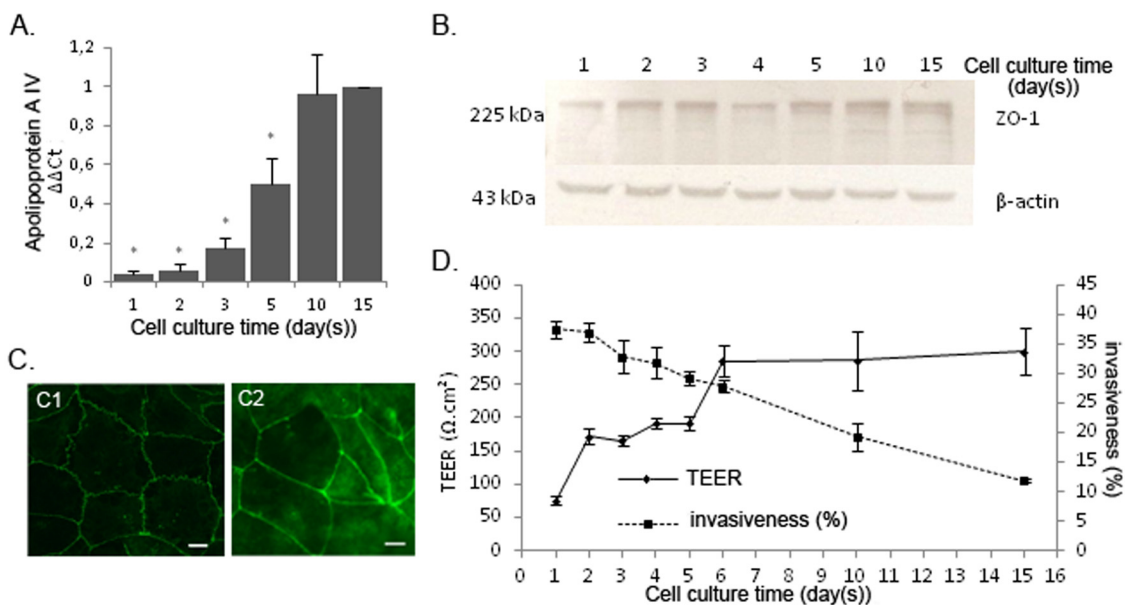 A.
Apolipoprotein A IV
ΔΔCt
1,2
1
0,8
0,6
0,4
0,2
0
* * * *
1 2 3 5 10 15
Cell culture time (day(s))
B.
1 2 3 4 5 10 15 Cell culture time
(day(s))
225 kDa
ZO-1
43 kDa
β-actin
C.
C1
C2
D.
TEER (Ω.cm²)
400
350
300
250
200
150
100
50
0
45
40
35
30
25
20
15
10
5
0
invasiveness (%)
TEER
invasiveness (%)
0 1 2 3 4 5 6 7 8 9 10 11 12 13 14 15 16
Cell culture time (day(s))